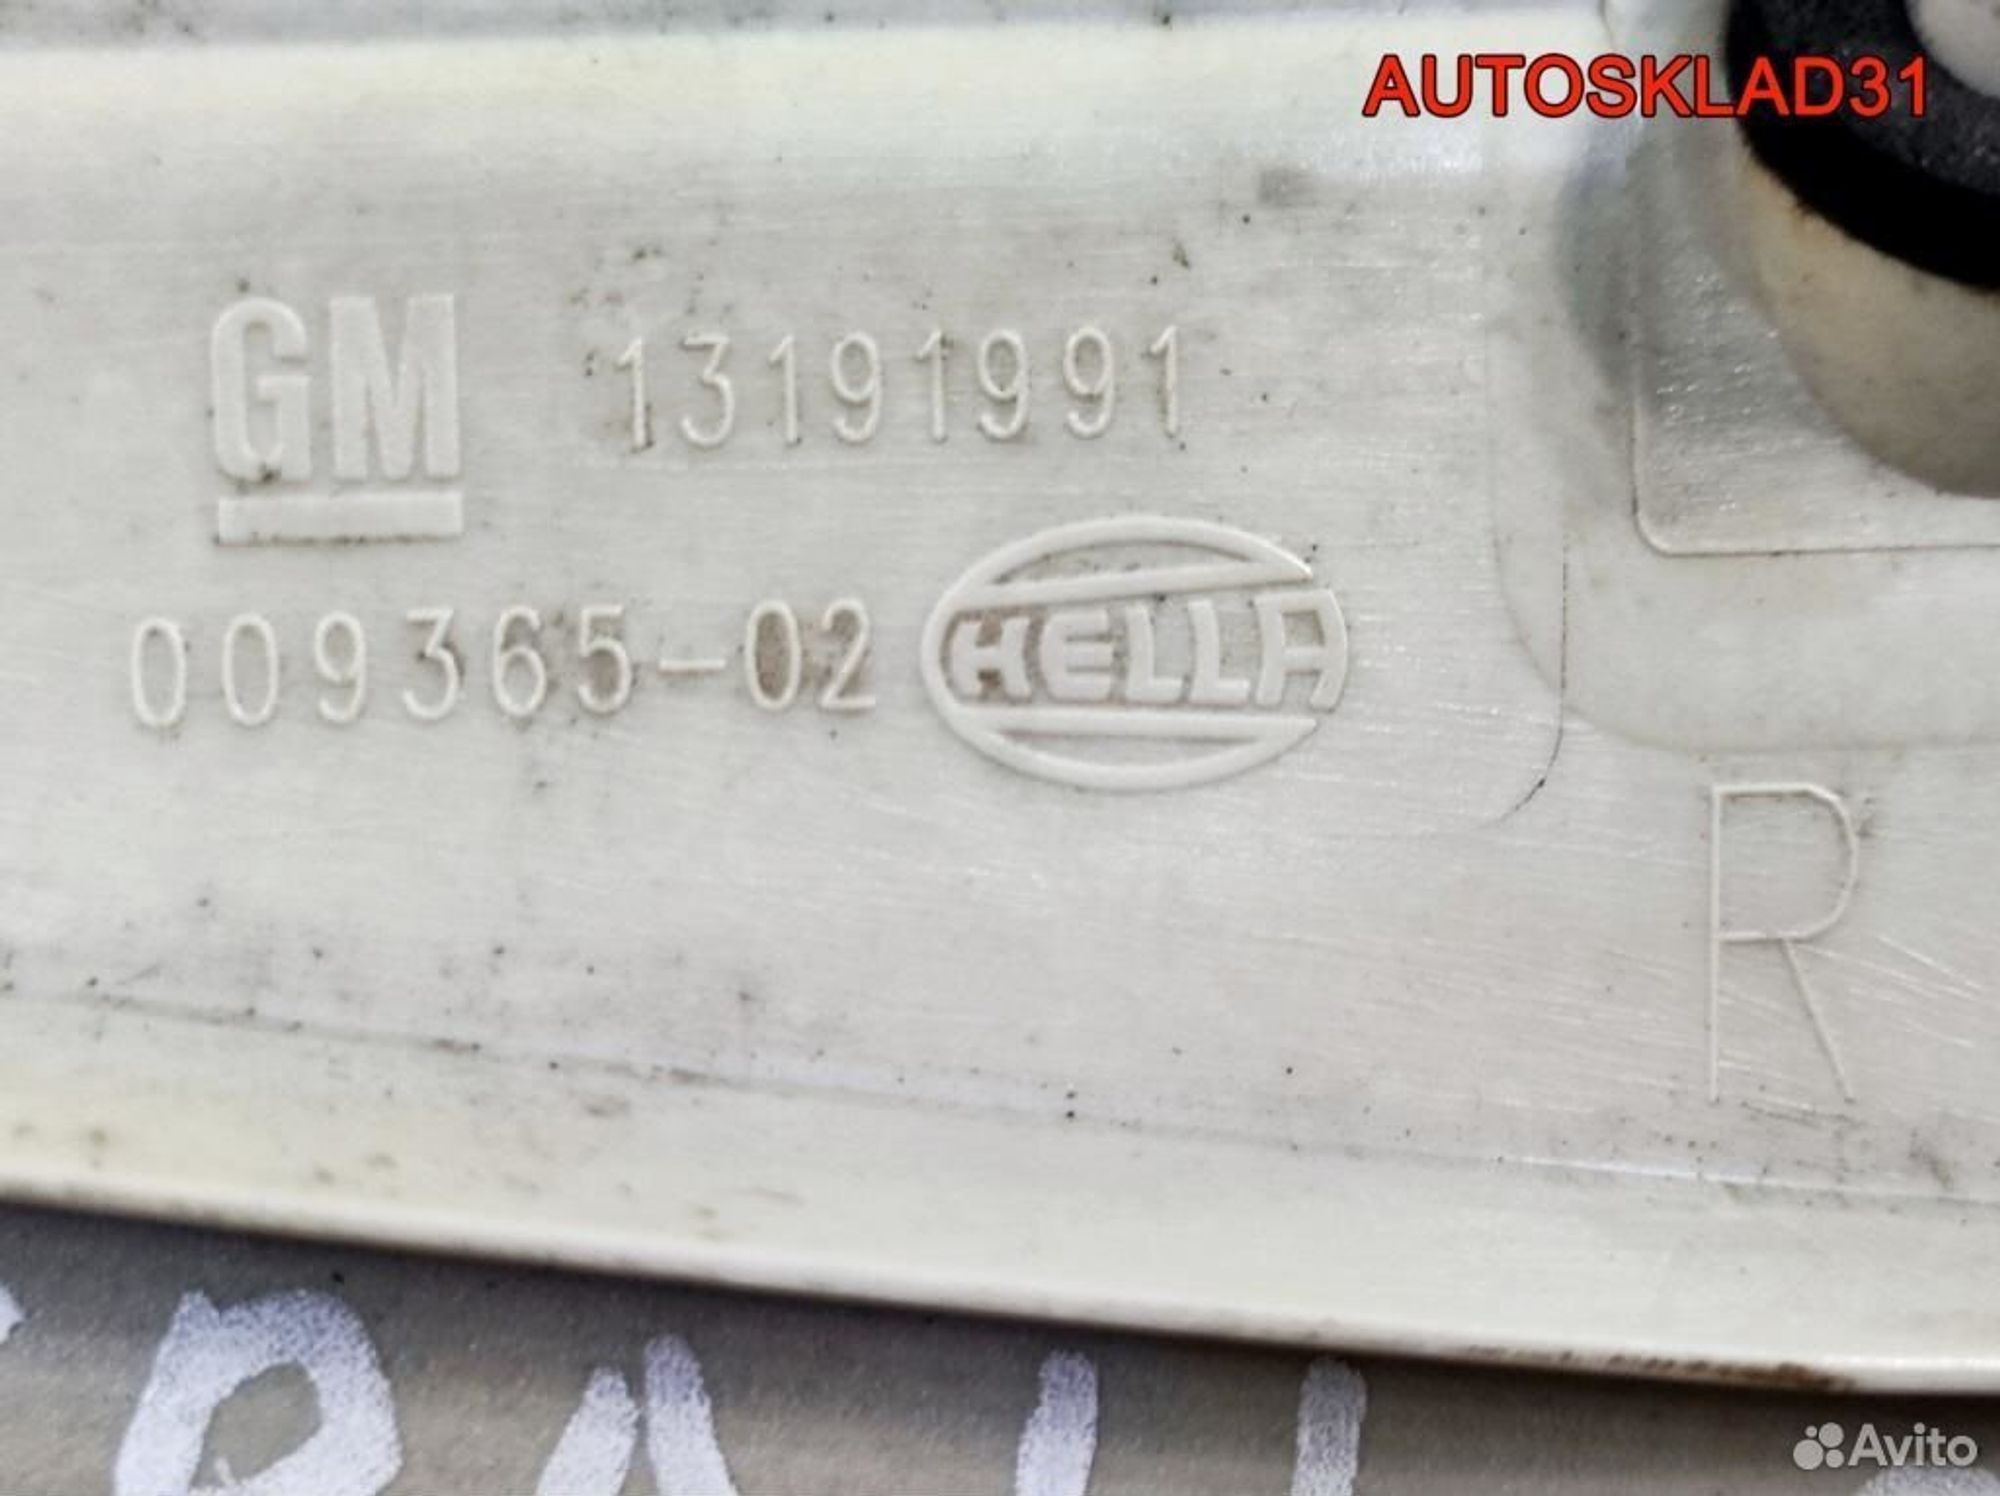 AUTOSKLAD31
GM 13191991
009365-02 HELLA
R
Avito